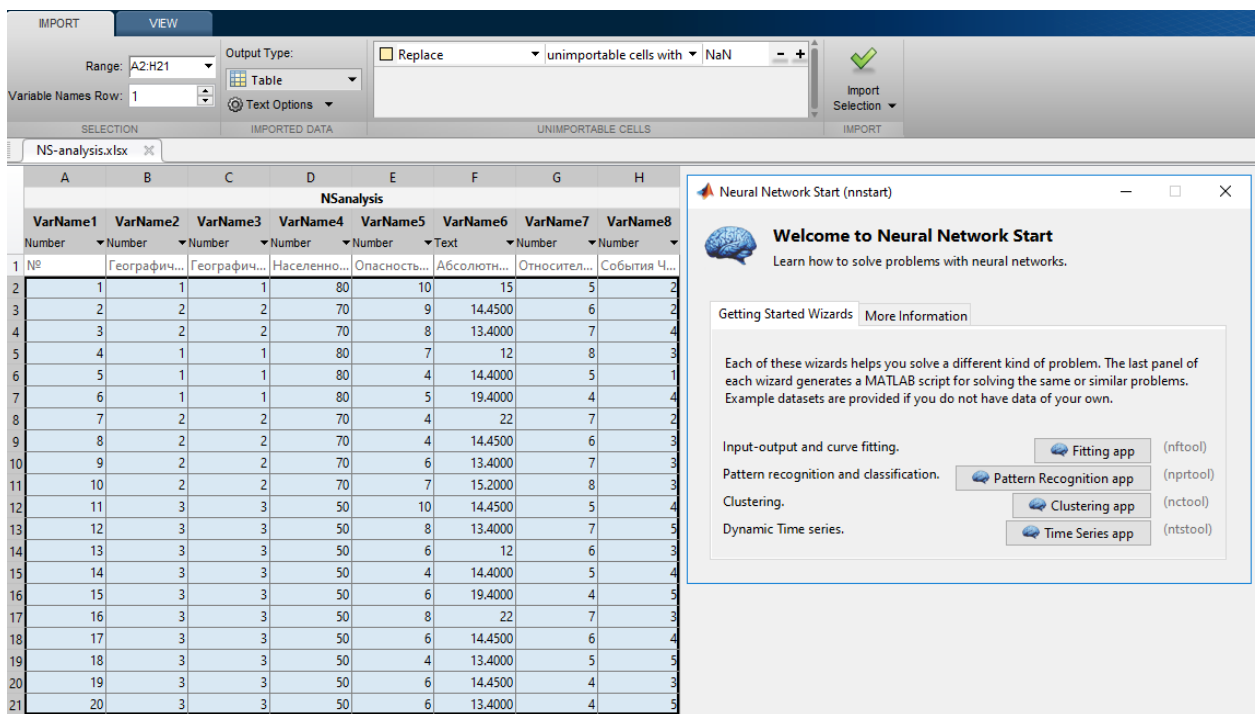 IMPORT VIEW
Range: A2:H21 Output Type: Replace unimportable cells with NaN - +
Variable Names Row: 1 Table Import
Text Options Selection
SELECTION IMPORTED DATA UNIMPORTABLE CELLS IMPORT
NS-analysis.xlsx
A B C D E F G H
NSanalysis
VarName1 VarName2 VarName3 VarName4 VarName5 VarName6 VarName7 VarName8
Number Number Number Number Number Text Number Number
1 № Географич... Географич... Населенно... Опасность... Абсолютн... Относител... События Ч...
2 1 1 1 80 10 15 5 2
3 2 2 2 70 9 14.4500 6 2
4 3 2 2 70 8 13.4000 7 4
5 4 1 1 80 7 12 8 3
6 5 1 1 80 4 14.4000 5 1
7 6 1 1 80 5 19.4000 4 4
8 7 2 2 70 4 22 7 2
9 8 2 2 70 4 14.4500 6 3
10 9 2 2 70 6 13.4000 7 3
11 10 2 2 70 7 15.2000 8 3
12 11 3 3 50 10 14.4500 5 4
13 12 3 3 50 8 13.4000 7 5
14 13 3 3 50 6 12 6 3
15 14 3 3 50 4 14.4000 5 4
16 15 3 3 50 6 19.4000 4 5
17 16 3 3 50 8 22 7 3
18 17 3 3 50 6 14.4500 6 4
19 18 3 3 50 4 13.4000 5 5
20 19 3 3 50 6 14.4500 4 3
21 20 3 3 50 6 13.4000 4 5
Neural Network Start (nnstart)
Welcome to Neural Network Start
Learn how to solve problems with neural networks.
Getting Started Wizards More Information
Each of these wizards helps you solve a different kind of problem. The last panel of
each wizard generates a MATLAB script for solving the same or similar problems.
Example datasets are provided if you do not have data of your own.
Input-output and curve fitting. Fitting app (nftool)
Pattern recognition and classification. Pattern Recognition app (nprtool)
Clustering. Clustering app (nctool)
Dynamic Time series. Time Series app (ntstool)